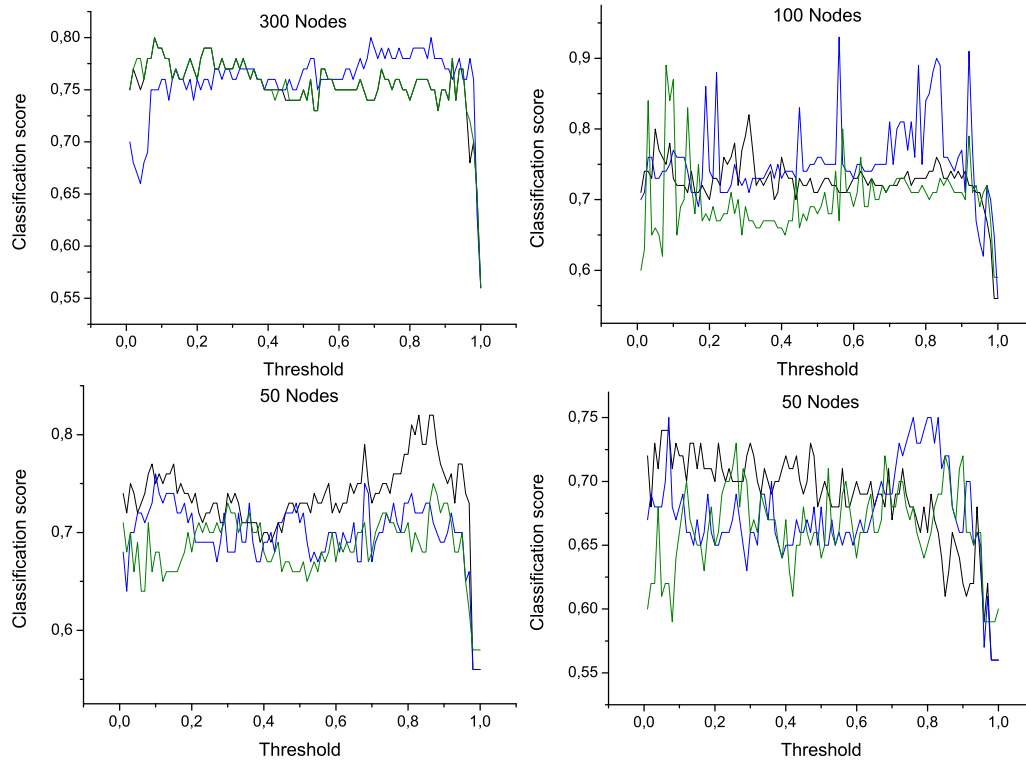 300 Nodes
0,80
0,75
0,70
0,65
0,60
0,55
Classification score
0,0 0,2 0,4 0,6 0,8 1,0
Threshold
100 Nodes
0,9
0,8
0,7
0,6
Classification score
0,0 0,2 0,4 0,6 0,8 1,0
Threshold
50 Nodes
0,8
0,7
0,6
Classification score
0,0 0,2 0,4 0,6 0,8 1,0
Threshold
50 Nodes
0,75
0,70
0,65
0,60
0,55
Classification score
0,0 0,2 0,4 0,6 0,8 1,0
Threshold